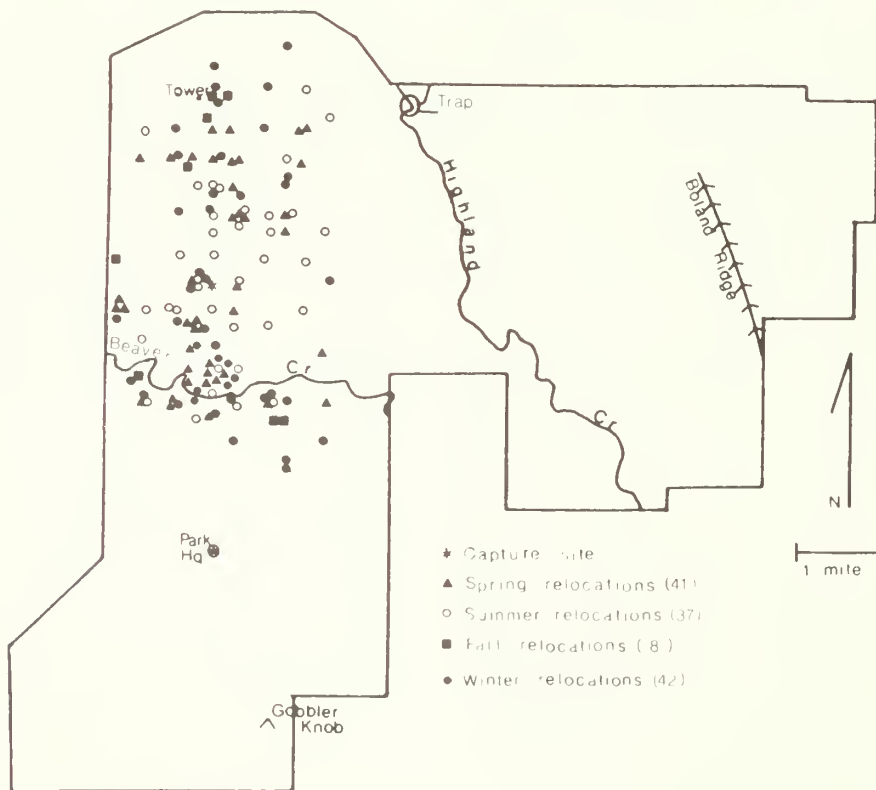 Tower
Trap
Highland
Boland Ridge
Beaver
Cr
Cr
N
Park
Hq
1 mile
Capture site
Spring relocations (41)
Summer relocations (37)
Fall relocations (8)
Winter relocations (42)
Gobbler
Knob